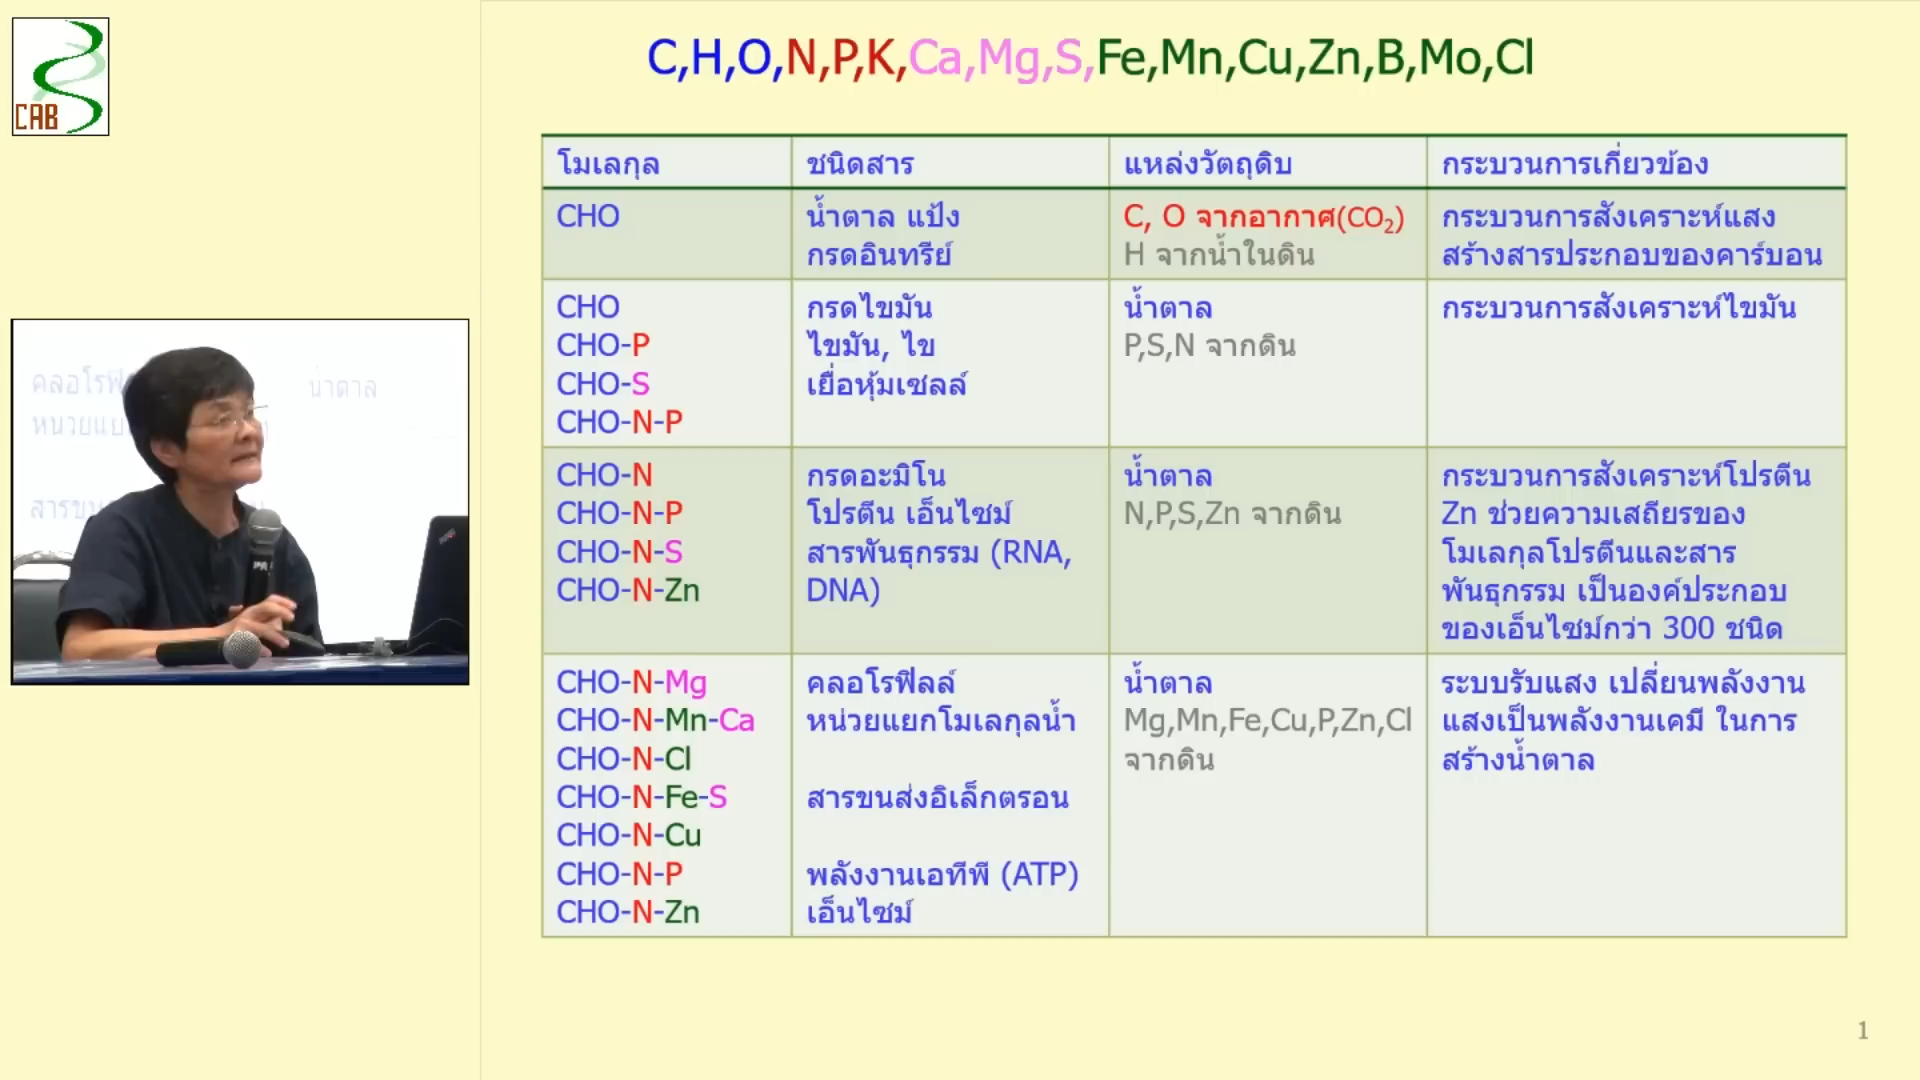 CAB
C,H,O,N,P,K,Ca,Mg,S,Fe,Mn,Cu,Zn,B,Mo,Cl
โมเลกุล
ชนิดสาร
แหล่งวัตถุดิบ
กระบวนการเกี่ยวข้อง
CHO
น้ำตาล แป้ง
กรดอินทรีย์
C, O จากอากาศ(CO₂)
H จากน้ำในดิน
กระบวนการสังเคราะห์แสง
สร้างสารประกอบของคาร์บอน
CHO
CHO-P
CHO-S
CHO-N-P
กรดไขมัน
ไขมัน, ไข
เยื่อหุ้มเซลล์
น้ำตาล
P,S,N จากดิน
กระบวนการสังเคราะห์ไขมัน
CHO-N
CHO-N-P
CHO-N-S
CHO-N-Zn
กรดอะมิโน
โปรตีน เอ็นไซม์
สารพันธุกรรม (RNA,
DNA)
น้ำตาล
N,P,S,Zn จากดิน
กระบวนการสังเคราะห์โปรตีน
Zn ช่วยความเสถียรของ
โมเลกุลโปรตีนและสาร
พันธุกรรม เป็นองค์ประกอบ
ของเอ็นไซม์กว่า 300 ชนิด
CHO-N-Mg
CHO-N-Mn-Ca
CHO-N-Cl
CHO-N-Fe-S
CHO-N-Cu
CHO-N-P
CHO-N-Zn
คลอโรฟิลล์
หน่วยแยกโมเลกุลน้ำ
สารขนส่งอิเล็กตรอน
พลังงานเอทีพี (ATP)
เอ็นไซม์
น้ำตาล
Mg,Mn,Fe,Cu,P,Zn,Cl
จากดิน
ระบบรับแสง เปลี่ยนพลังงาน
แสงเป็นพลังงานเคมี ในการ
สร้างน้ำตาล
น้ำตาล
1